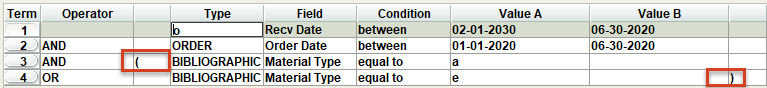 Term Operator Type Field Condition Value A Value B
1 o Recv Date between 02-01-2030 06-30-2020
2 AND ORDER Order Date between 01-01-2020 06-30-2020
3 AND ( BIBLIOGRAPHIC Material Type equal to a
4 OR BIBLIOGRAPHIC Material Type equal to e )